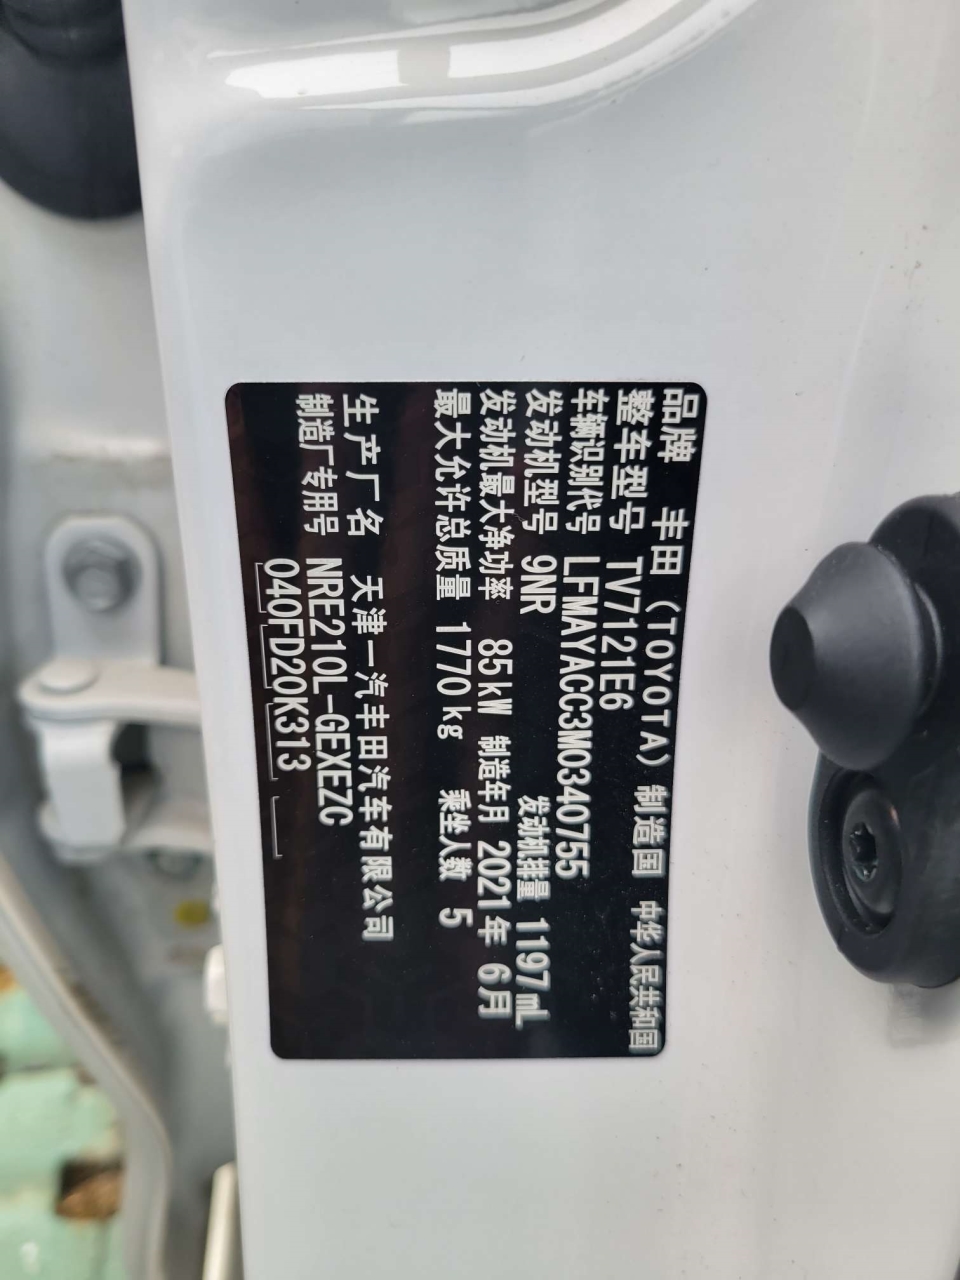 品牌 丰田（TOYOTA） 制造国 中华人民共和国
整车型号 TV7121E6
车辆识别代号 LFMAYACC3M0340755
发动机型号 9NR 发动机排量 1197mL
发动机最大净功率 85kW 制造年月 2021年 6月
最大允许总质量 1770kg 乘坐人数 5
生产厂名 天津一汽丰田汽车有限公司
制造厂专用号 NRE210L-GEXEZC
040FD20K313